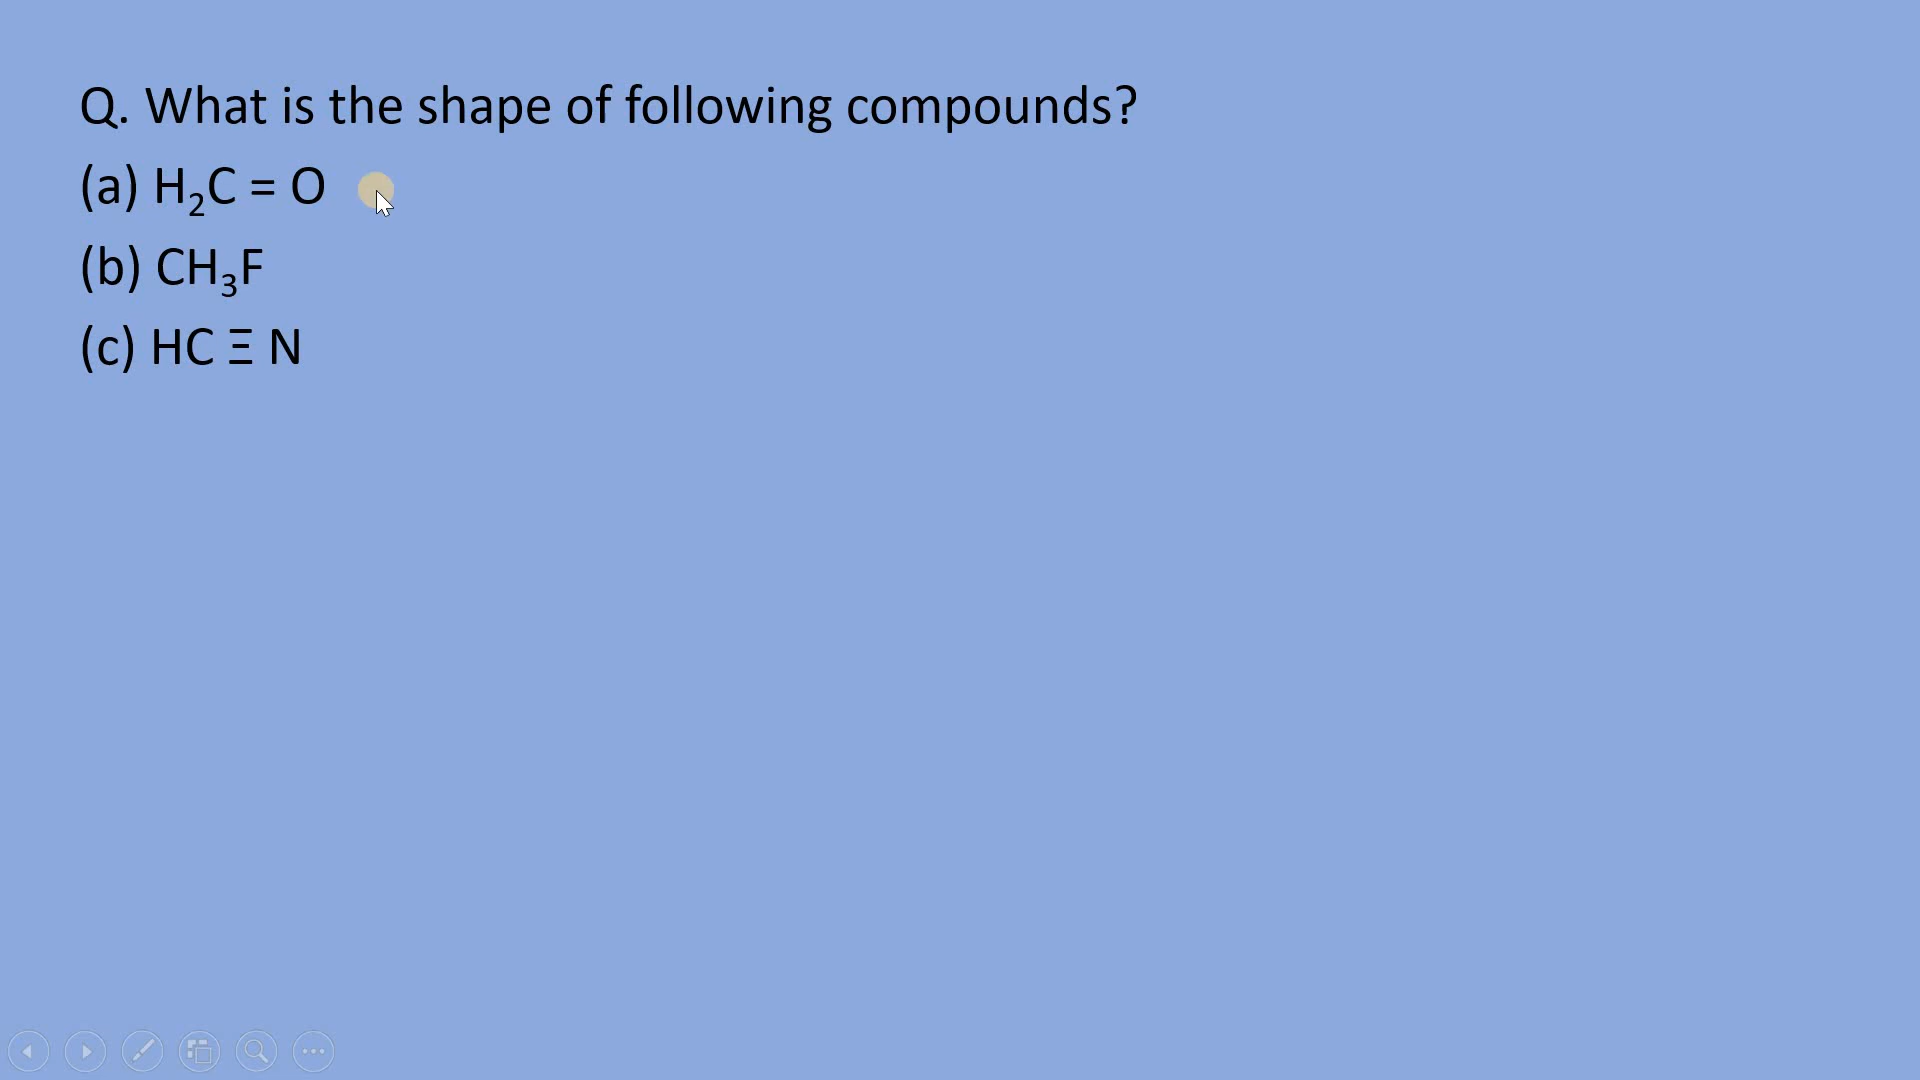 Q. What is the shape of following compounds?
(a) H₂C = O
(b) CH₃F
(c) HC Ξ N